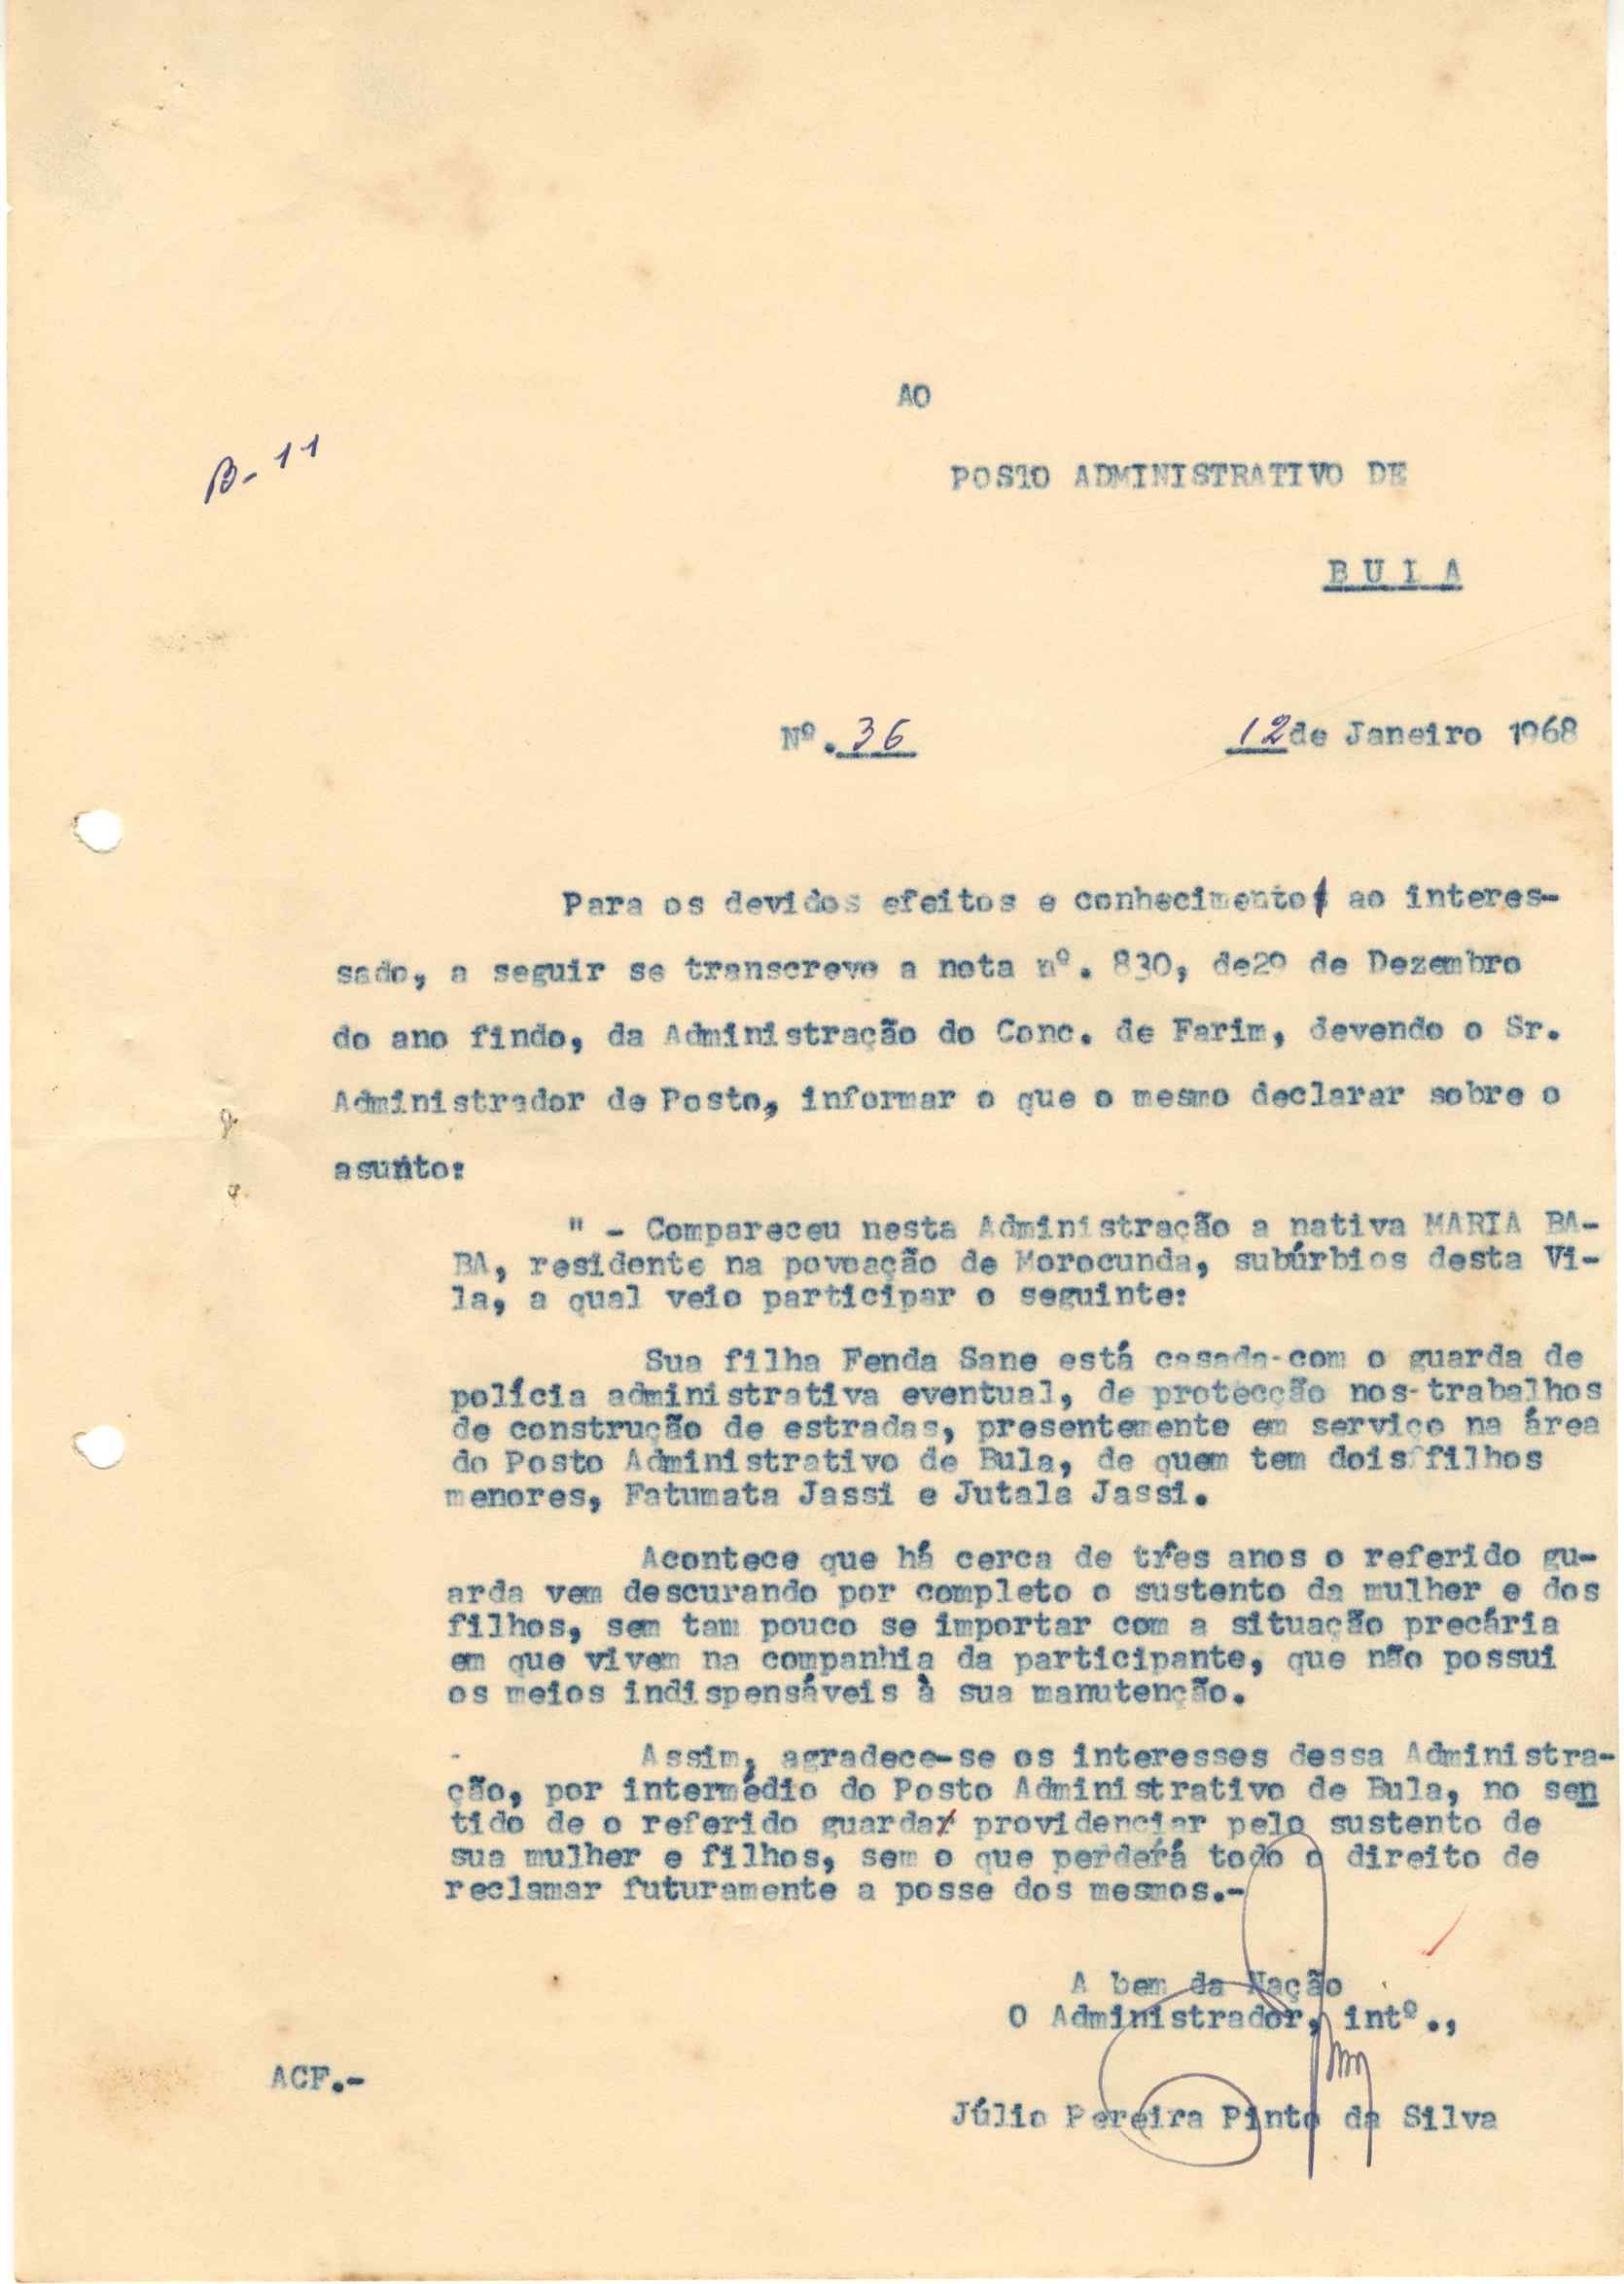 AO
B-11
POSTO ADMINISTRATIVO DE
BULA
Nº. 36 12 de Janeiro 1968
Para os devidos efeitos e conhecimento ao interes-
sado, a seguir se transcreve a nota nº. 830, de29 de Dezembro
do ano findo, da Administração do Conc. de Farim, devendo o Sr.
Administrador de Posto, informar o que o mesmo declarar sobre o
asunto:
" - Compareceu nesta Administração a nativa MARIA BA-
BA, residente na povoação de Morocunda, subúrbios desta Vi-
la, a qual veio participar o seguinte:
Sua filha Fenda Sane está casada-com o guarda de
polícia administrativa eventual, de protecção nos-trabalhos
de construção de estradas, presentemente em serviço na área
do Posto Administrativo de Bula, de quem tem dois filhos
menores, Fatumata Jassi e Jutala Jassi.
Acontece que há cerca de três anos o referido gu-
arda vem descurando por completo o sustento da mulher e dos
filhos, sem tam pouco se importar com a situação precária
em que vivem na companhia da participante, que não possui
os meios indispensáveis à sua manutenção.
Assim, agradece-se os interesses dessa Administra-
ção, por intermédio do Posto Administrativo de Bula, no sen
tido de o referido guarda providenciar pelo sustento de
sua mulher e filhos, sem o que perderá todo o direito de
reclamar futuramente a posse dos mesmos.-
A bem da Nação
O Administrador, intº.,
ACF.-
Júlio Pereira Pinto da Silva